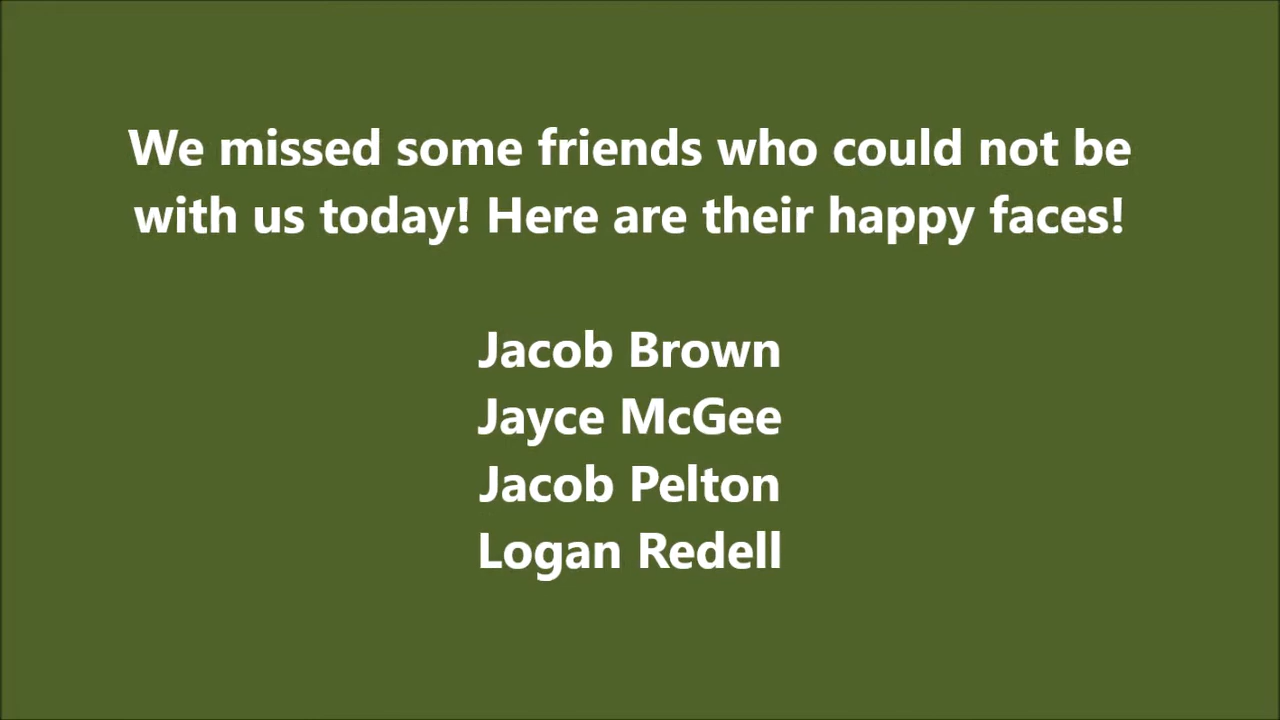 We missed some friends who could not be
with us today! Here are their happy faces!
Jacob Brown
Jayce McGee
Jacob Pelton
Logan Redell